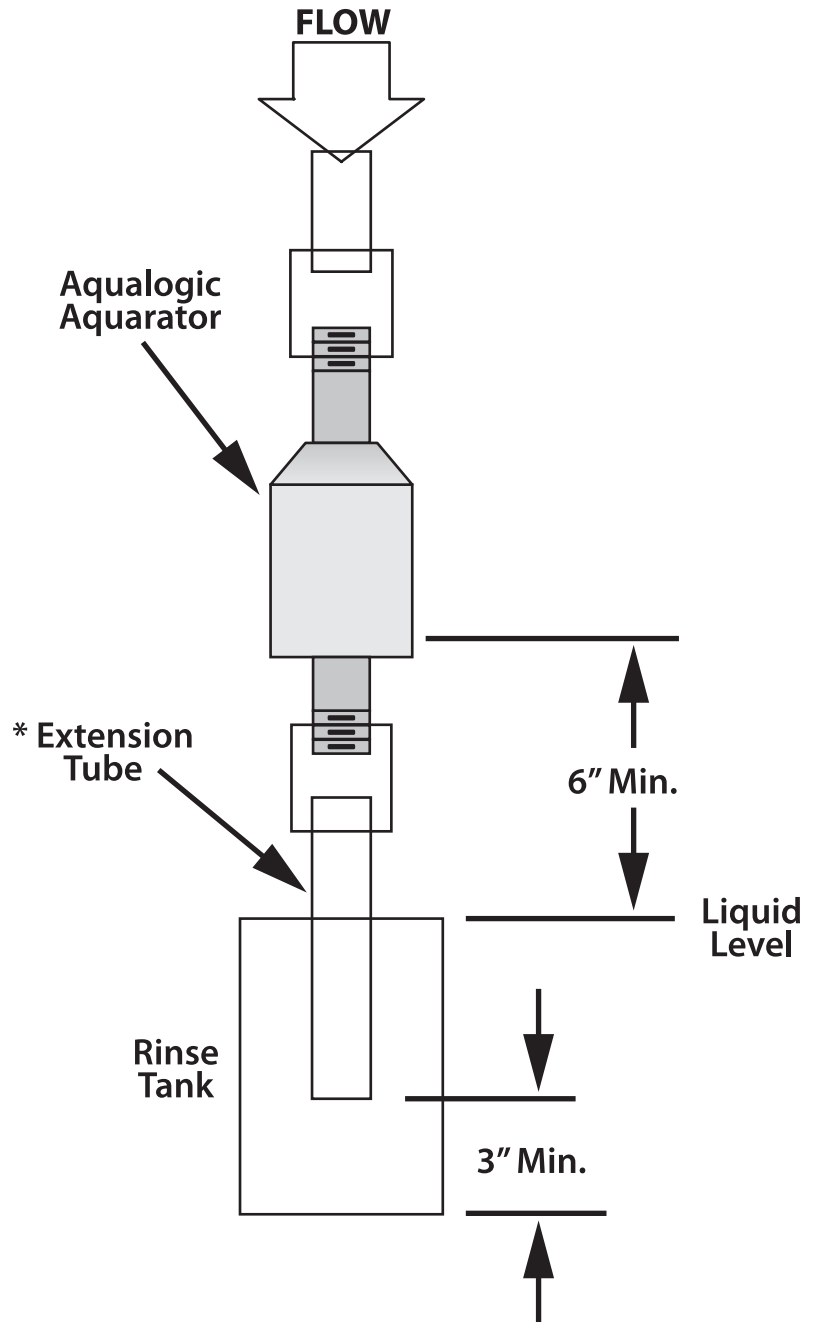 FLOW
Aqualogic
Aquarator
* Extension
Tube
6” Min.
Liquid
Level
Rinse
Tank
3” Min.